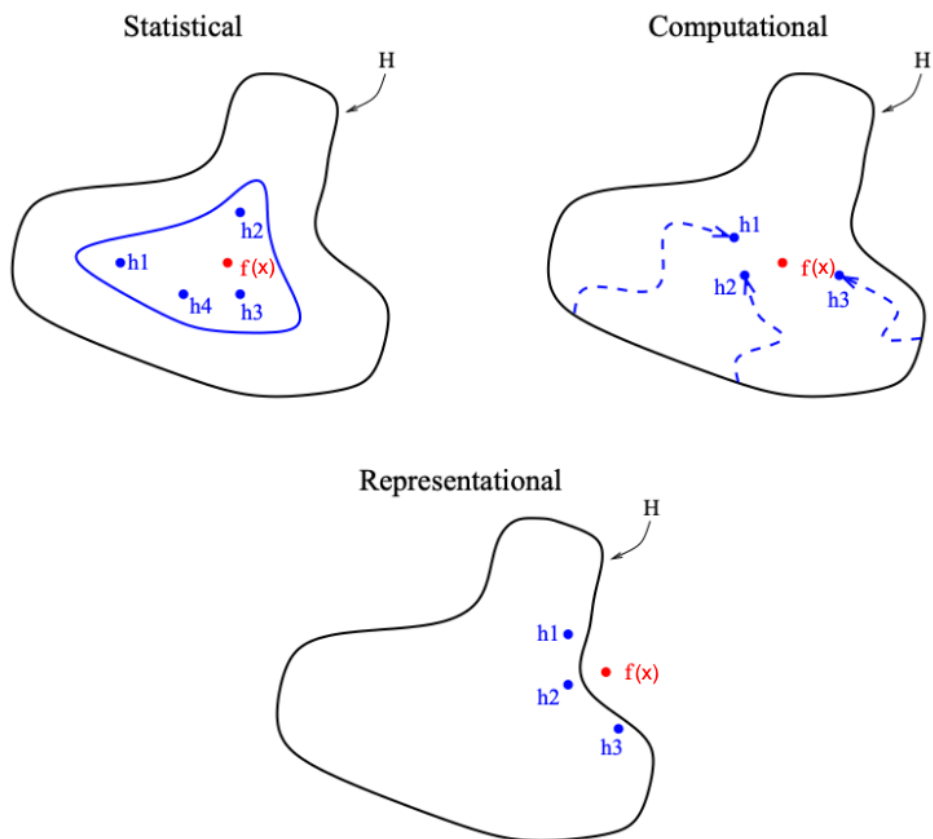 Statistical
H
h2
h1
f(x)
h4
h3
Computational
H
h1
f(x)
h2
h3
Representational
H
h1
f(x)
h2
h3